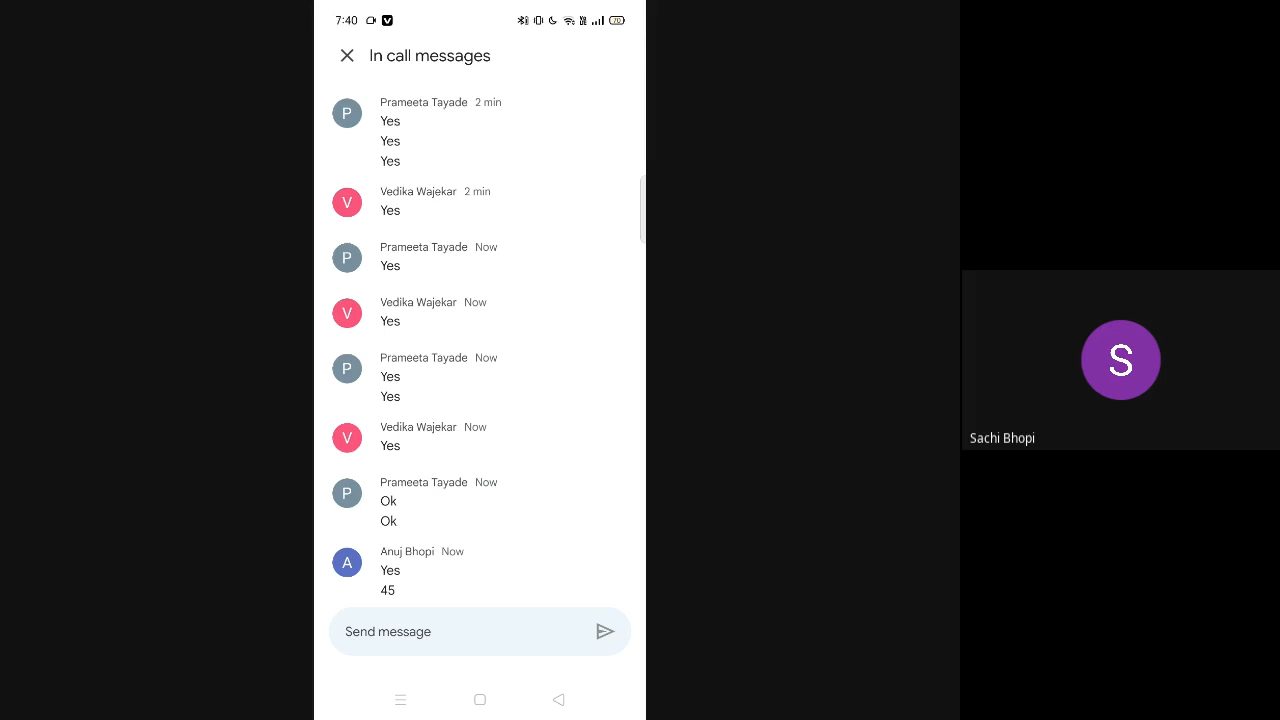 7:40
70
In call messages
P
Prameeta Tayade 2 min
Yes
Yes
Yes
V
Vedika Wajekar 2 min
Yes
P
Prameeta Tayade Now
Yes
V
Vedika Wajekar Now
Yes
P
Prameeta Tayade Now
Yes
Yes
V
Vedika Wajekar Now
Yes
P
Prameeta Tayade Now
Ok
Ok
A
Anuj Bhopi Now
Yes
45
Send message
S
Sachi Bhopi